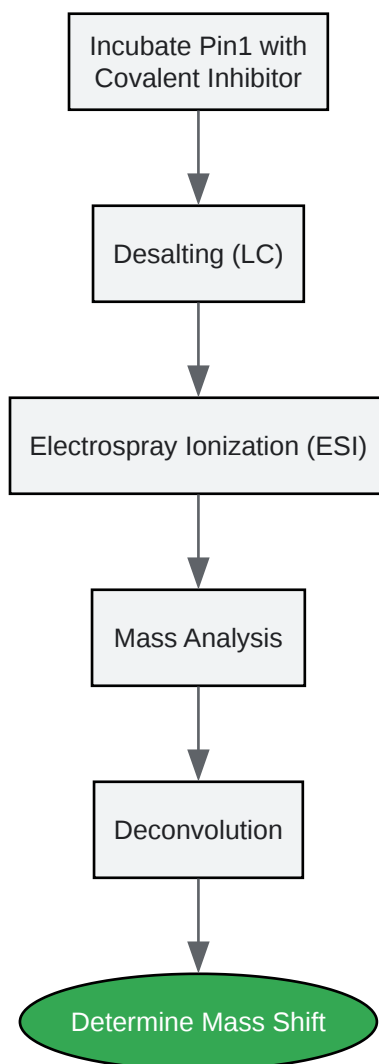 Incubate Pin1 with
Covalent Inhibitor
Desalting (LC)
Electrospray Ionization (ESI)
Mass Analysis
Deconvolution
Determine Mass Shift